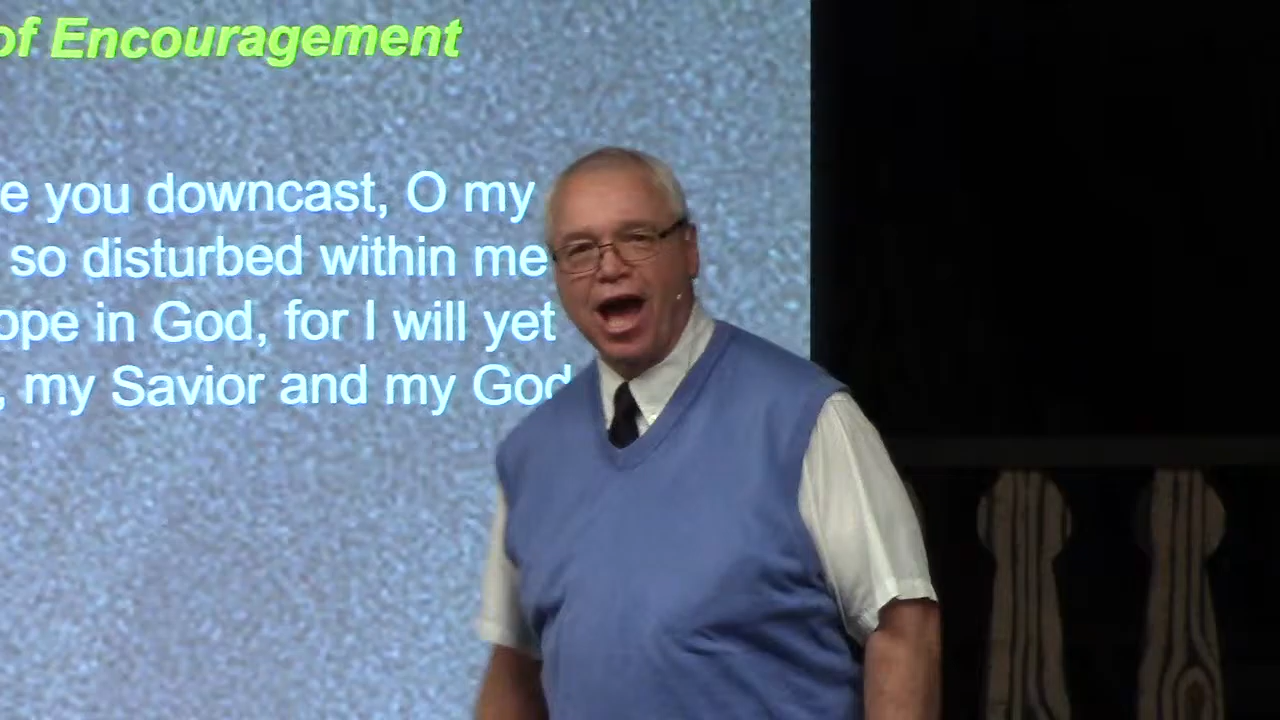 of Encouragement
you downcast, O my
so disturbed within me
in God, for I will yet
, my Savior and my God